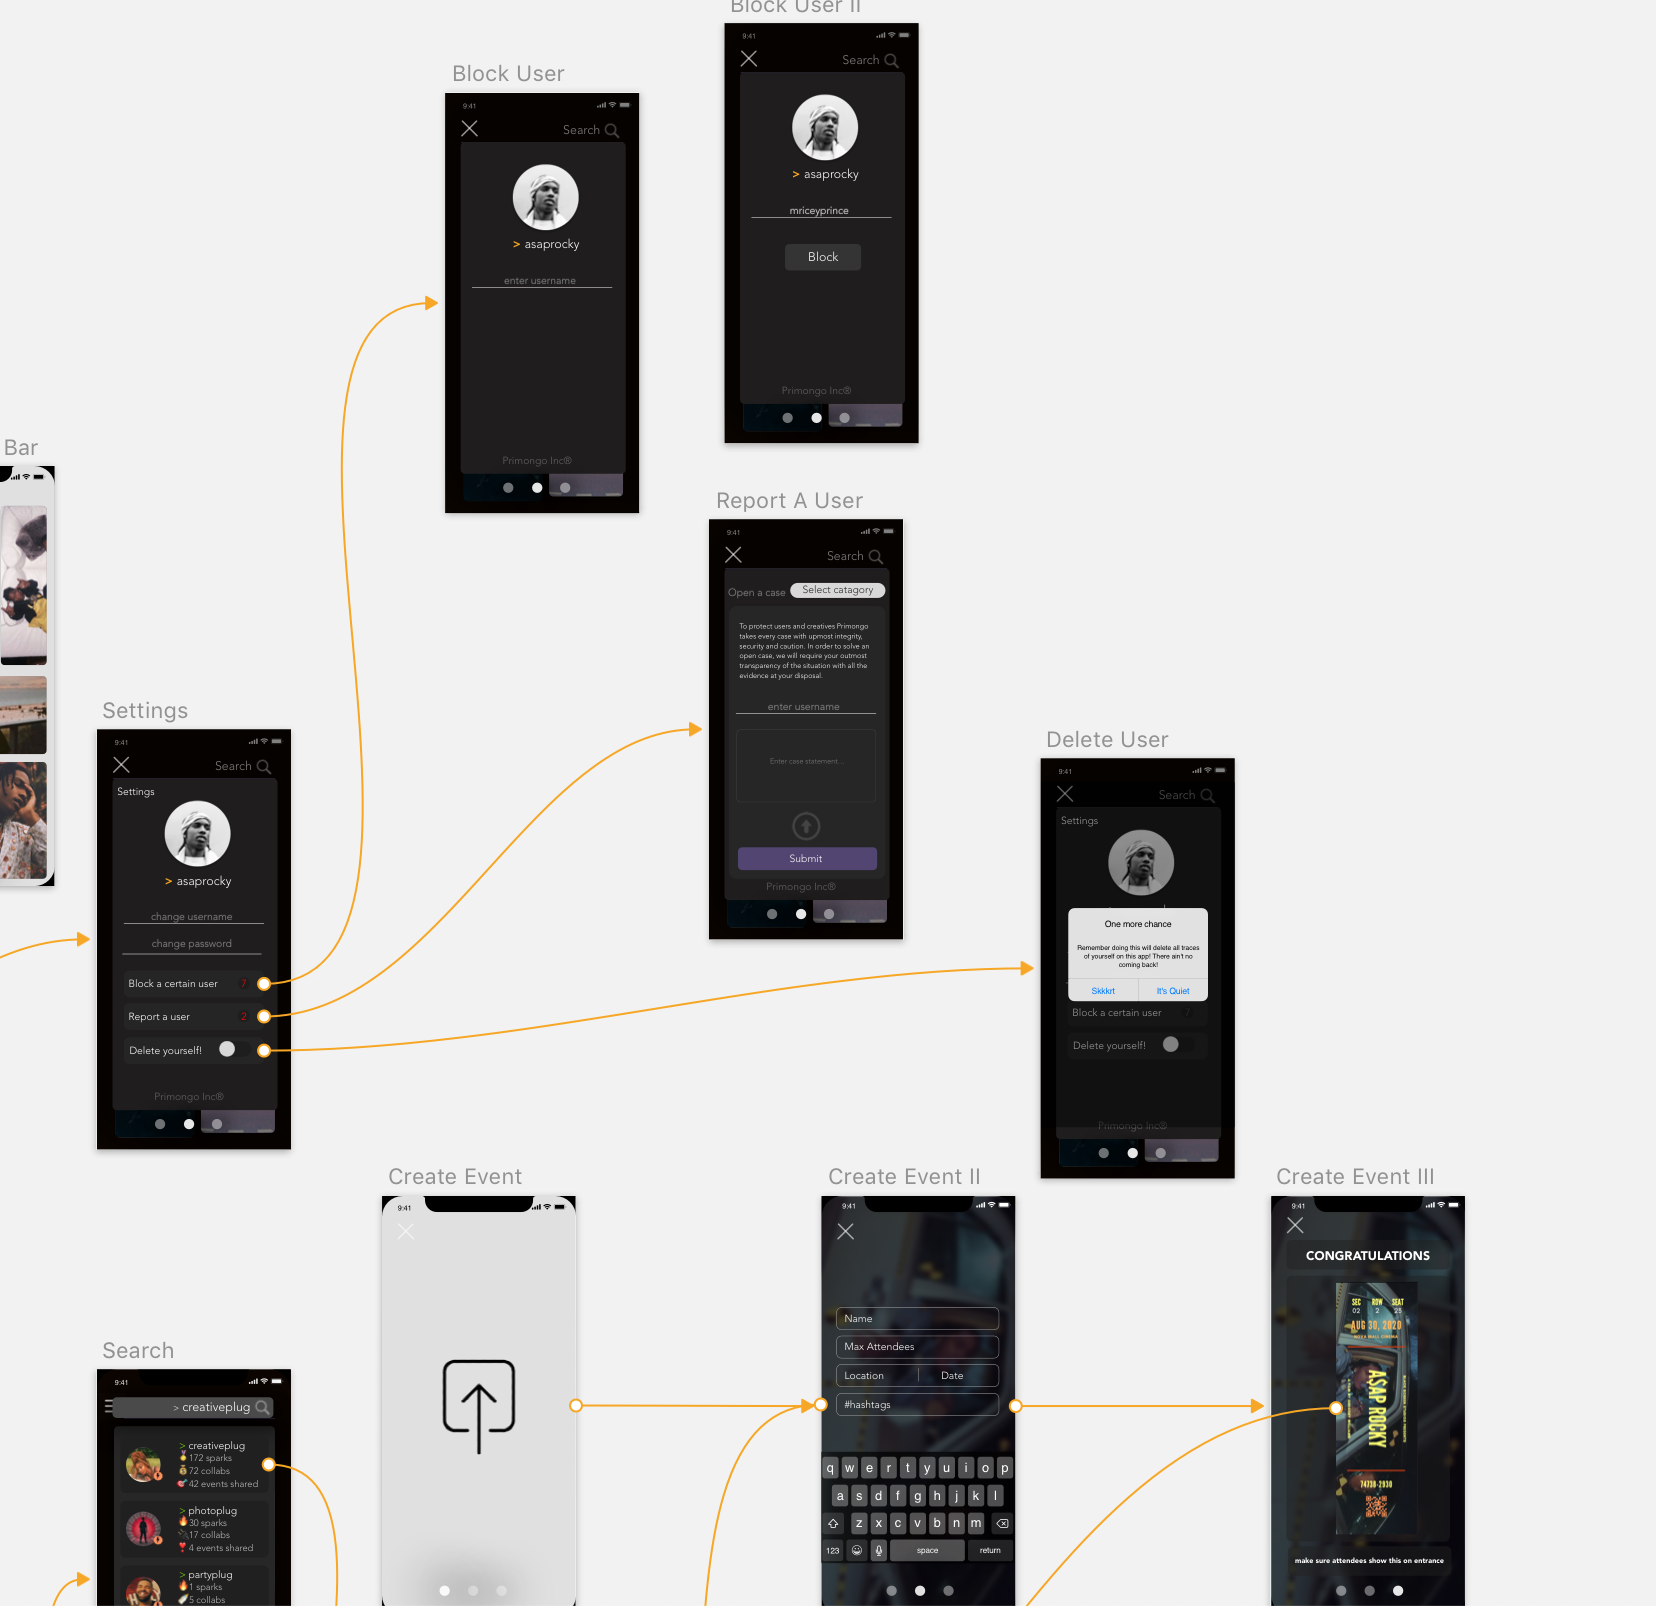 Block User II
9:41
Search
> asaprocky
mriceyprince
Block
Primongo Inc®
Block User
9:41
Search
> asaprocky
enter username
Primongo Inc®
Bar
Report A User
9:41
Search
Open a case
Select catagory
To protect users and creatives Primongo
takes every case with upmost integrity,
security and caution. In order to solve an
open case, we will require your outmost
transparency of the situation with all the
evidence at your disposal.
enter username
Enter case statement...
Submit
Primongo Inc®
Settings
9:41
Search
Settings
> asaprocky
change username
change password
Block a certain user 7
Report a user 2
Delete yourself!
Primongo Inc®
Delete User
9:41
Search
Settings
One more chance
Remember doing this will delete all traces
of yourself on this app! There ain't no
coming back!
Skkkrt
It's Quiet
Block a certain user
Delete yourself!
Primongo Inc®
Create Event
9:41
Create Event II
9:41
Name
Max Attendees
Location
Date
#hashtags
q w e r t y u i o p
a s d f g h j k l
z x c v b n m
123 space return
Create Event III
9:41
CONGRATULATIONS
SEC ROW SEAT
02 2 25
AUG 30, 2020
ASAP ROCKY
74738-2930
make sure attendees show this on entrance
Search
9:41
> creativeplug
> creativeplug
172 sparks
72 collabs
42 events shared
> photoplug
30 sparks
17 collabs
4 events shared
> partyplug
1 sparks
5 collabs